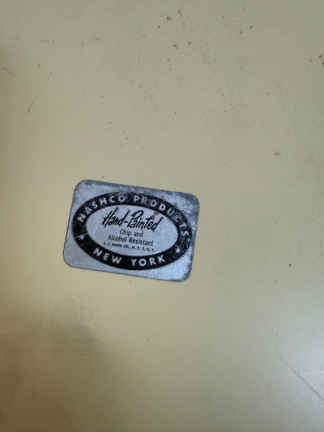 NASHCO PRODUCTS
Hand-Painted
Chip and
Alcohol Resistant
NEW YORK